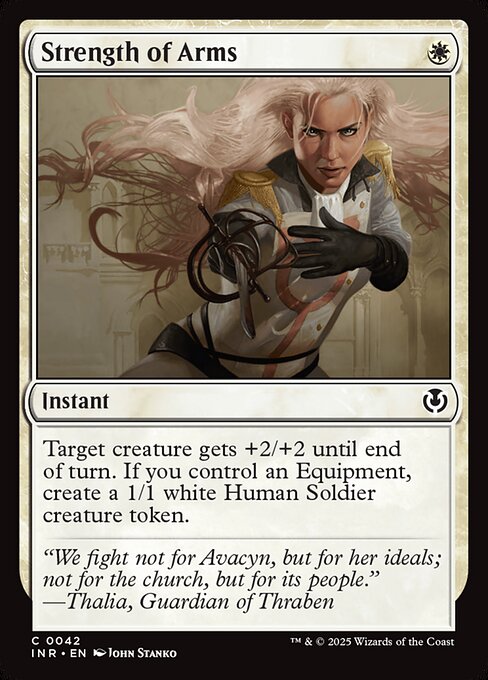 Strength of Arms
Instant
Target creature gets +2/+2 until end
of turn. If you control an Equipment,
create a 1/1 white Human Soldier
creature token.
“We fight not for Avacyn, but for her ideals;
not for the church, but for its people.”
—Thalia, Guardian of Thraben
C 0042
INR • EN JOHN STANKO
™ & © 2025 Wizards of the Coast